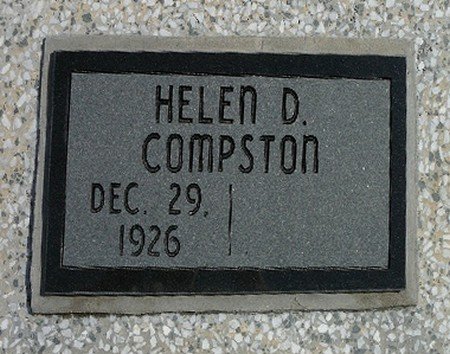 HELEN D.
COMPSTON
DEC. 29,
1926